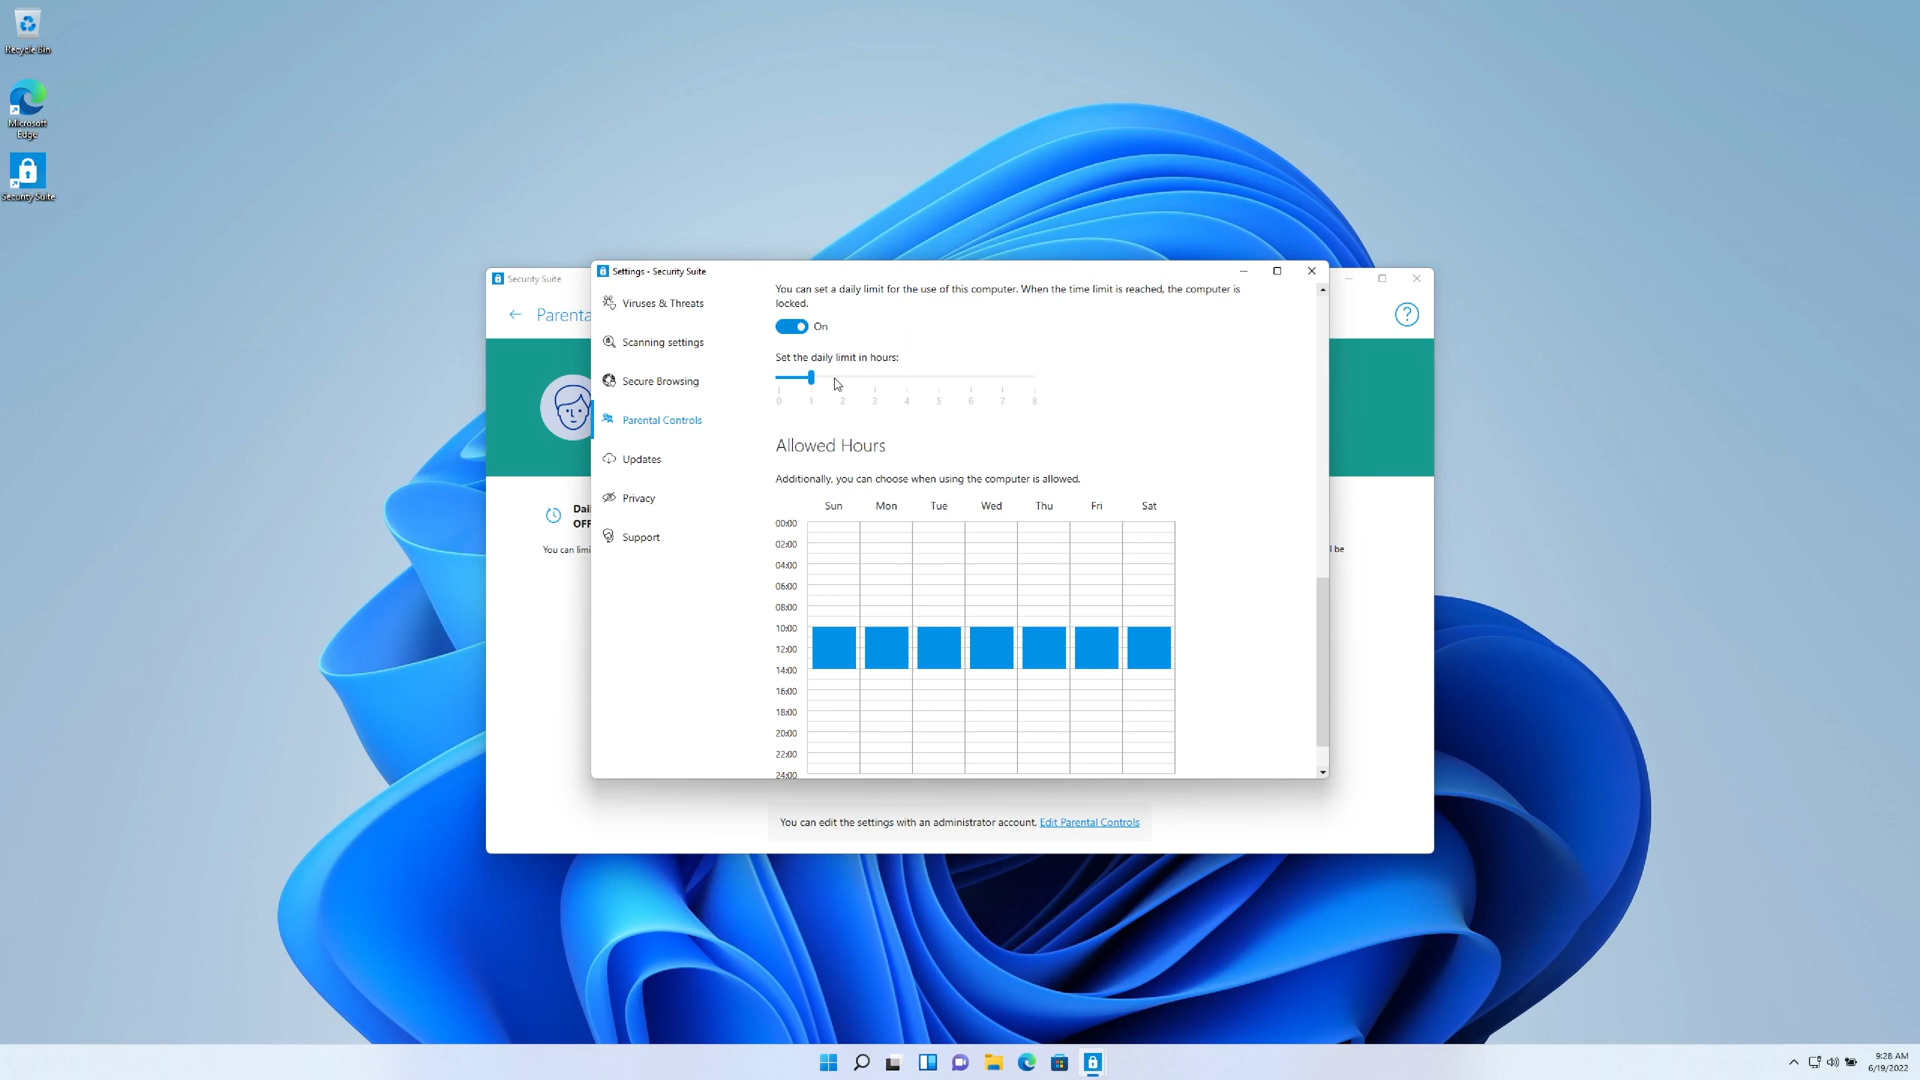 Recycle Bin
Microsoft
Edge
Security Suite
Security Suite
Parenta
Dai
OFF
You can limi
l be
You can edit the settings with an administrator account. Edit Parental Controls
Settings - Security Suite
Viruses & Threats
Scanning settings
Secure Browsing
Parental Controls
Updates
Privacy
Support
You can set a daily limit for the use of this computer. When the time limit is reached, the computer is
locked.
On
Set the daily limit in hours:
0 1 2 3 4 5 6 7 8
Allowed Hours
Additionally, you can choose when using the computer is allowed.
Sun Mon Tue Wed Thu Fri Sat
00:00
02:00
04:00
06:00
08:00
10:00
12:00
14:00
16:00
18:00
20:00
22:00
24:00
9:28 AM
6/19/2022